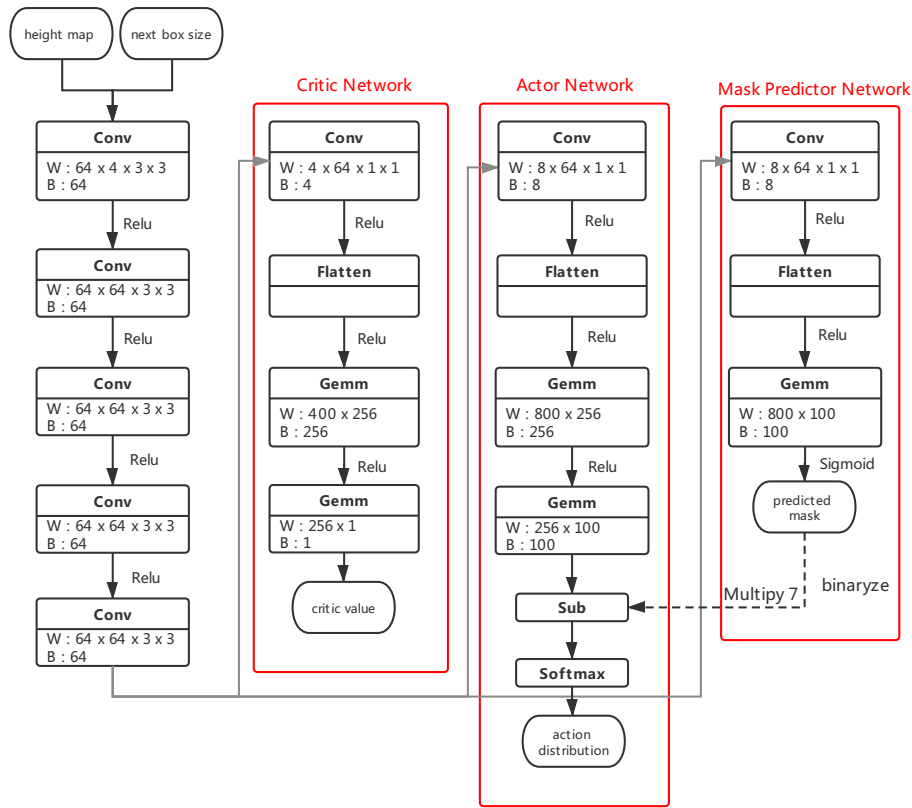 height map
next box size
Conv
W : 64 x 4 x 3 x 3
B : 64
Relu
Conv
W : 64 x 64 x 3 x 3
B : 64
Relu
Conv
W : 64 x 64 x 3 x 3
B : 64
Relu
Conv
W : 64 x 64 x 3 x 3
B : 64
Relu
Conv
W : 64 x 64 x 3 x 3
B : 64
Critic Network
Conv
W : 4 x 64 x 1 x 1
B : 4
Relu
Flatten
Relu
Gemm
W : 400 x 256
B : 256
Relu
Gemm
W : 256 x 1
B : 1
critic value
Actor Network
Conv
W : 8 x 64 x 1 x 1
B : 8
Relu
Flatten
Relu
Gemm
W : 800 x 256
B : 256
Relu
Gemm
W : 256 x 100
B : 100
Sub
Softmax
action
distribution
Mask Predictor Network
Conv
W : 8 x 64 x 1 x 1
B : 8
Relu
Flatten
Relu
Gemm
W : 800 x 100
B : 100
Sigmoid
predicted
mask
binaryze
Multipy 7